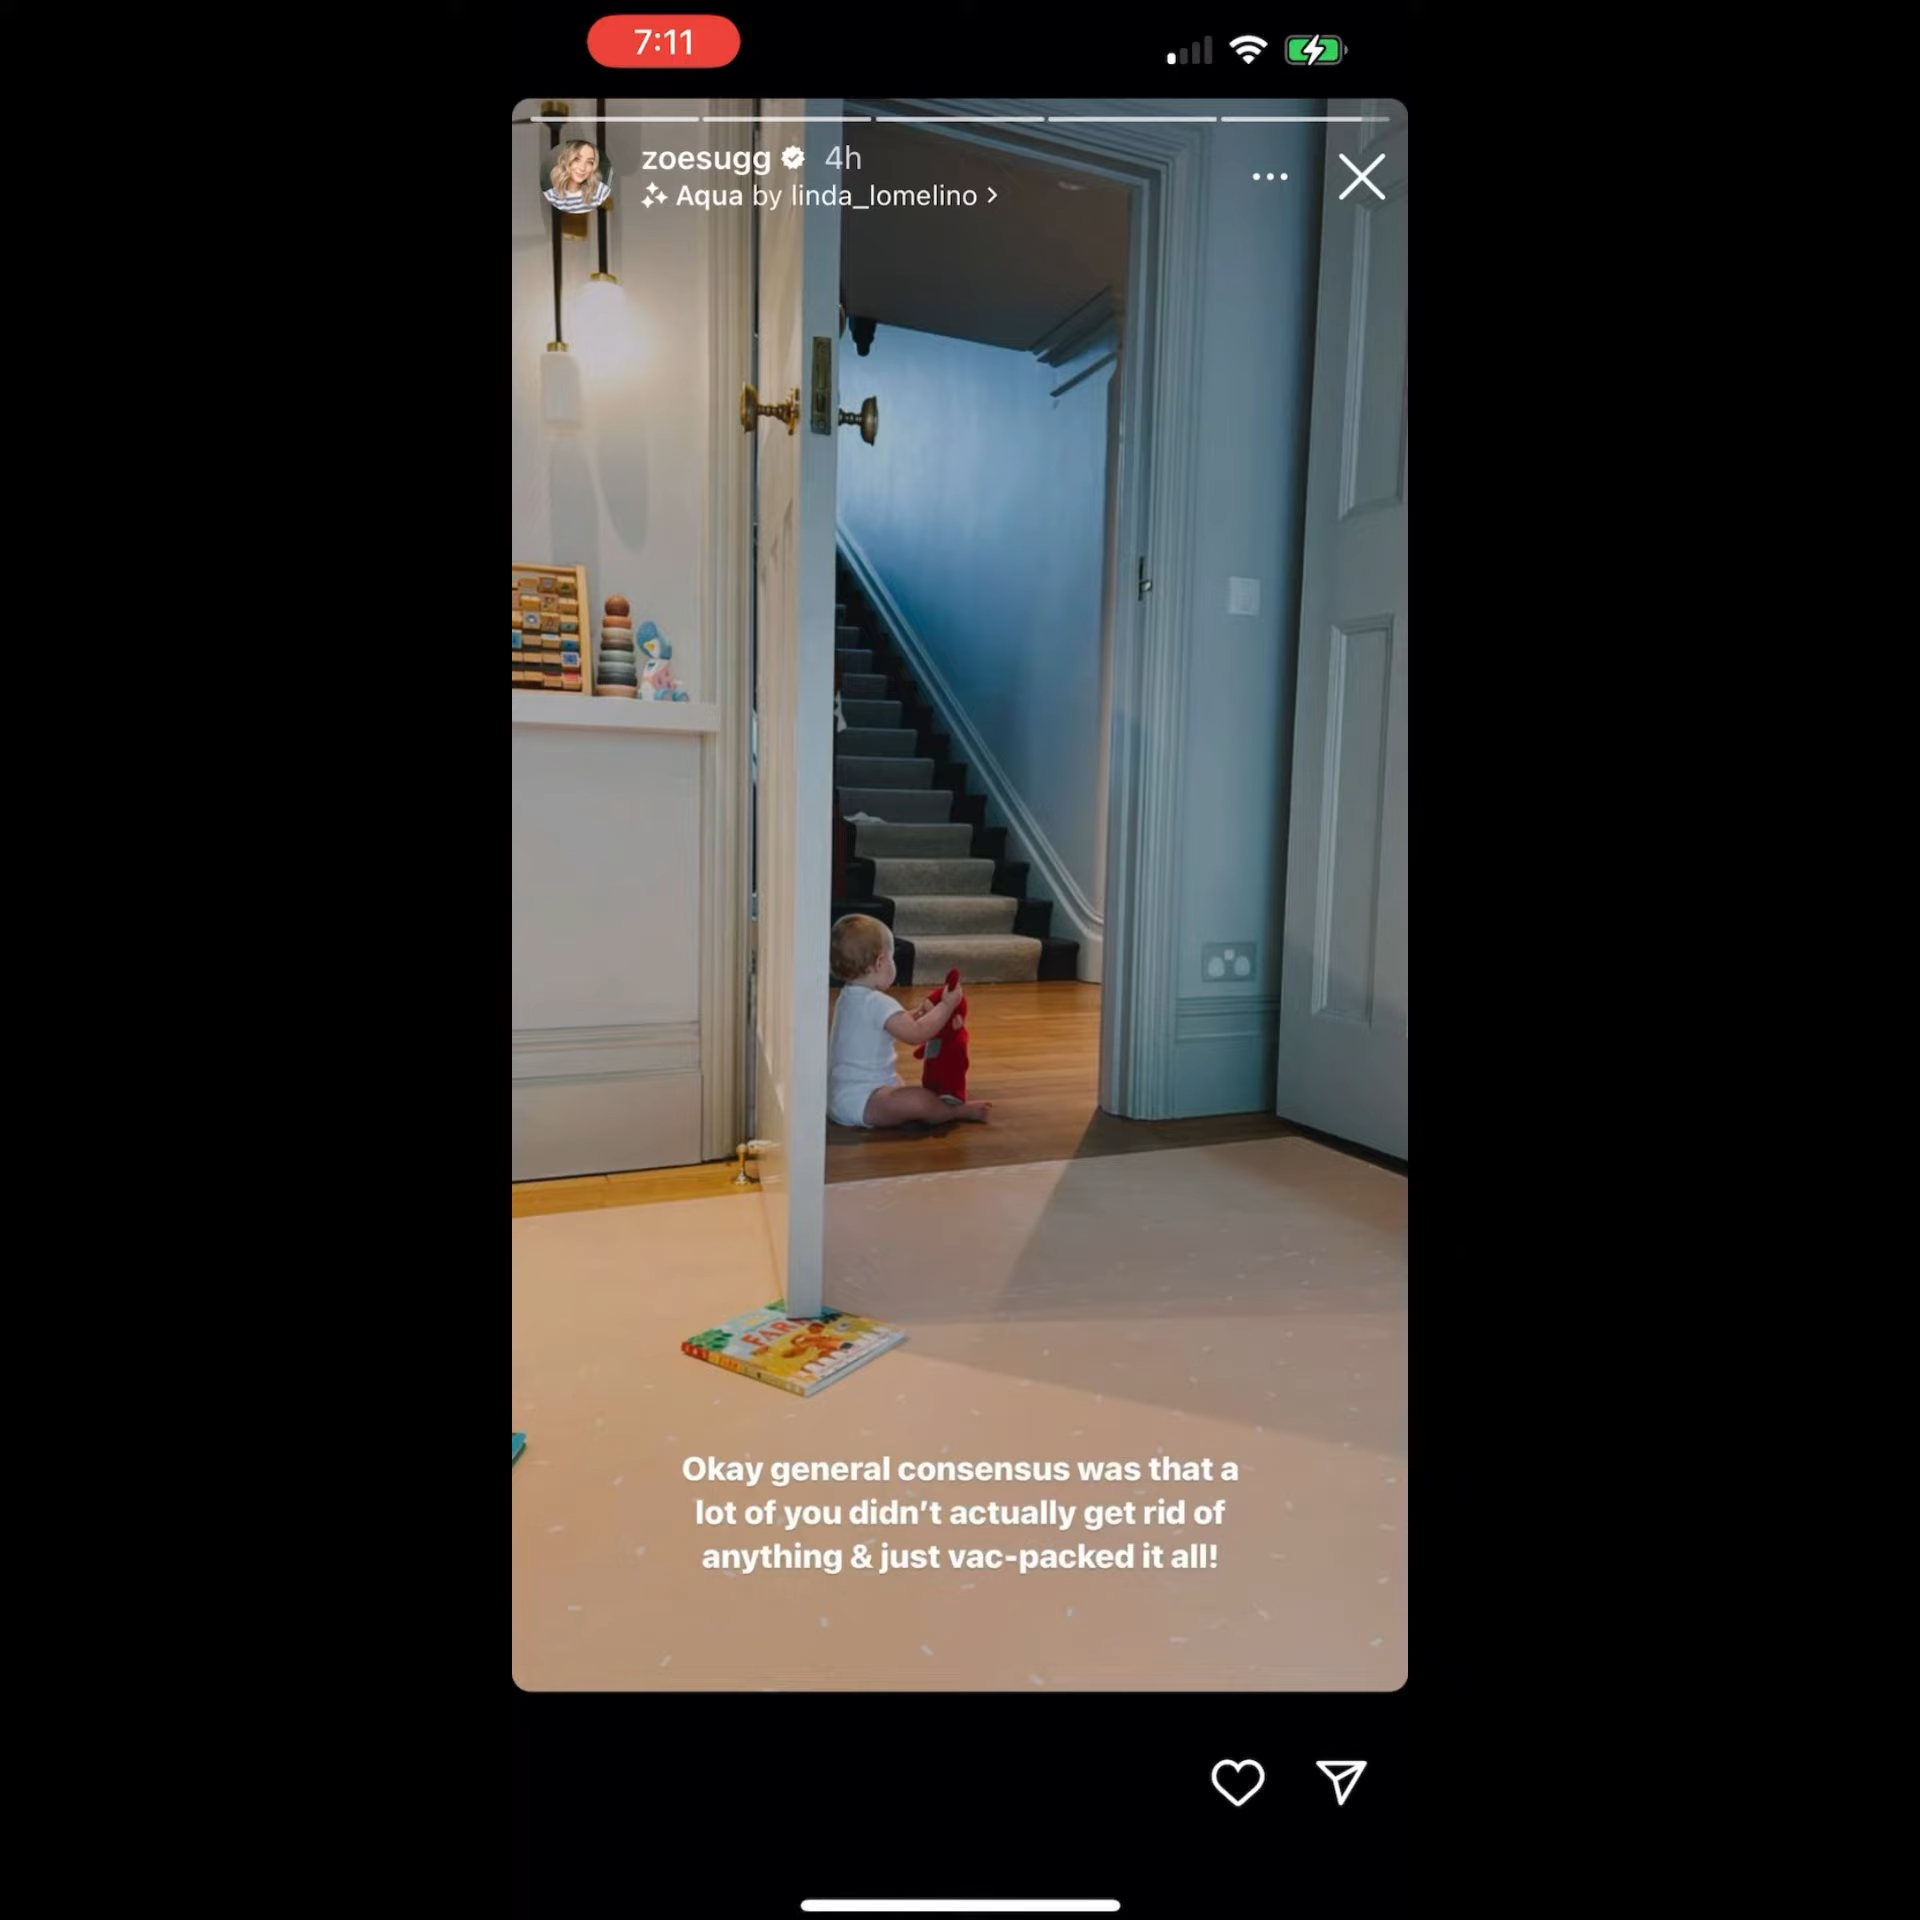 7:11
zoesugg 4h
Aqua by linda_lomelino >
FAR
Okay general consensus was that a
lot of you didn't actually get rid of
anything & just vac-packed it all!